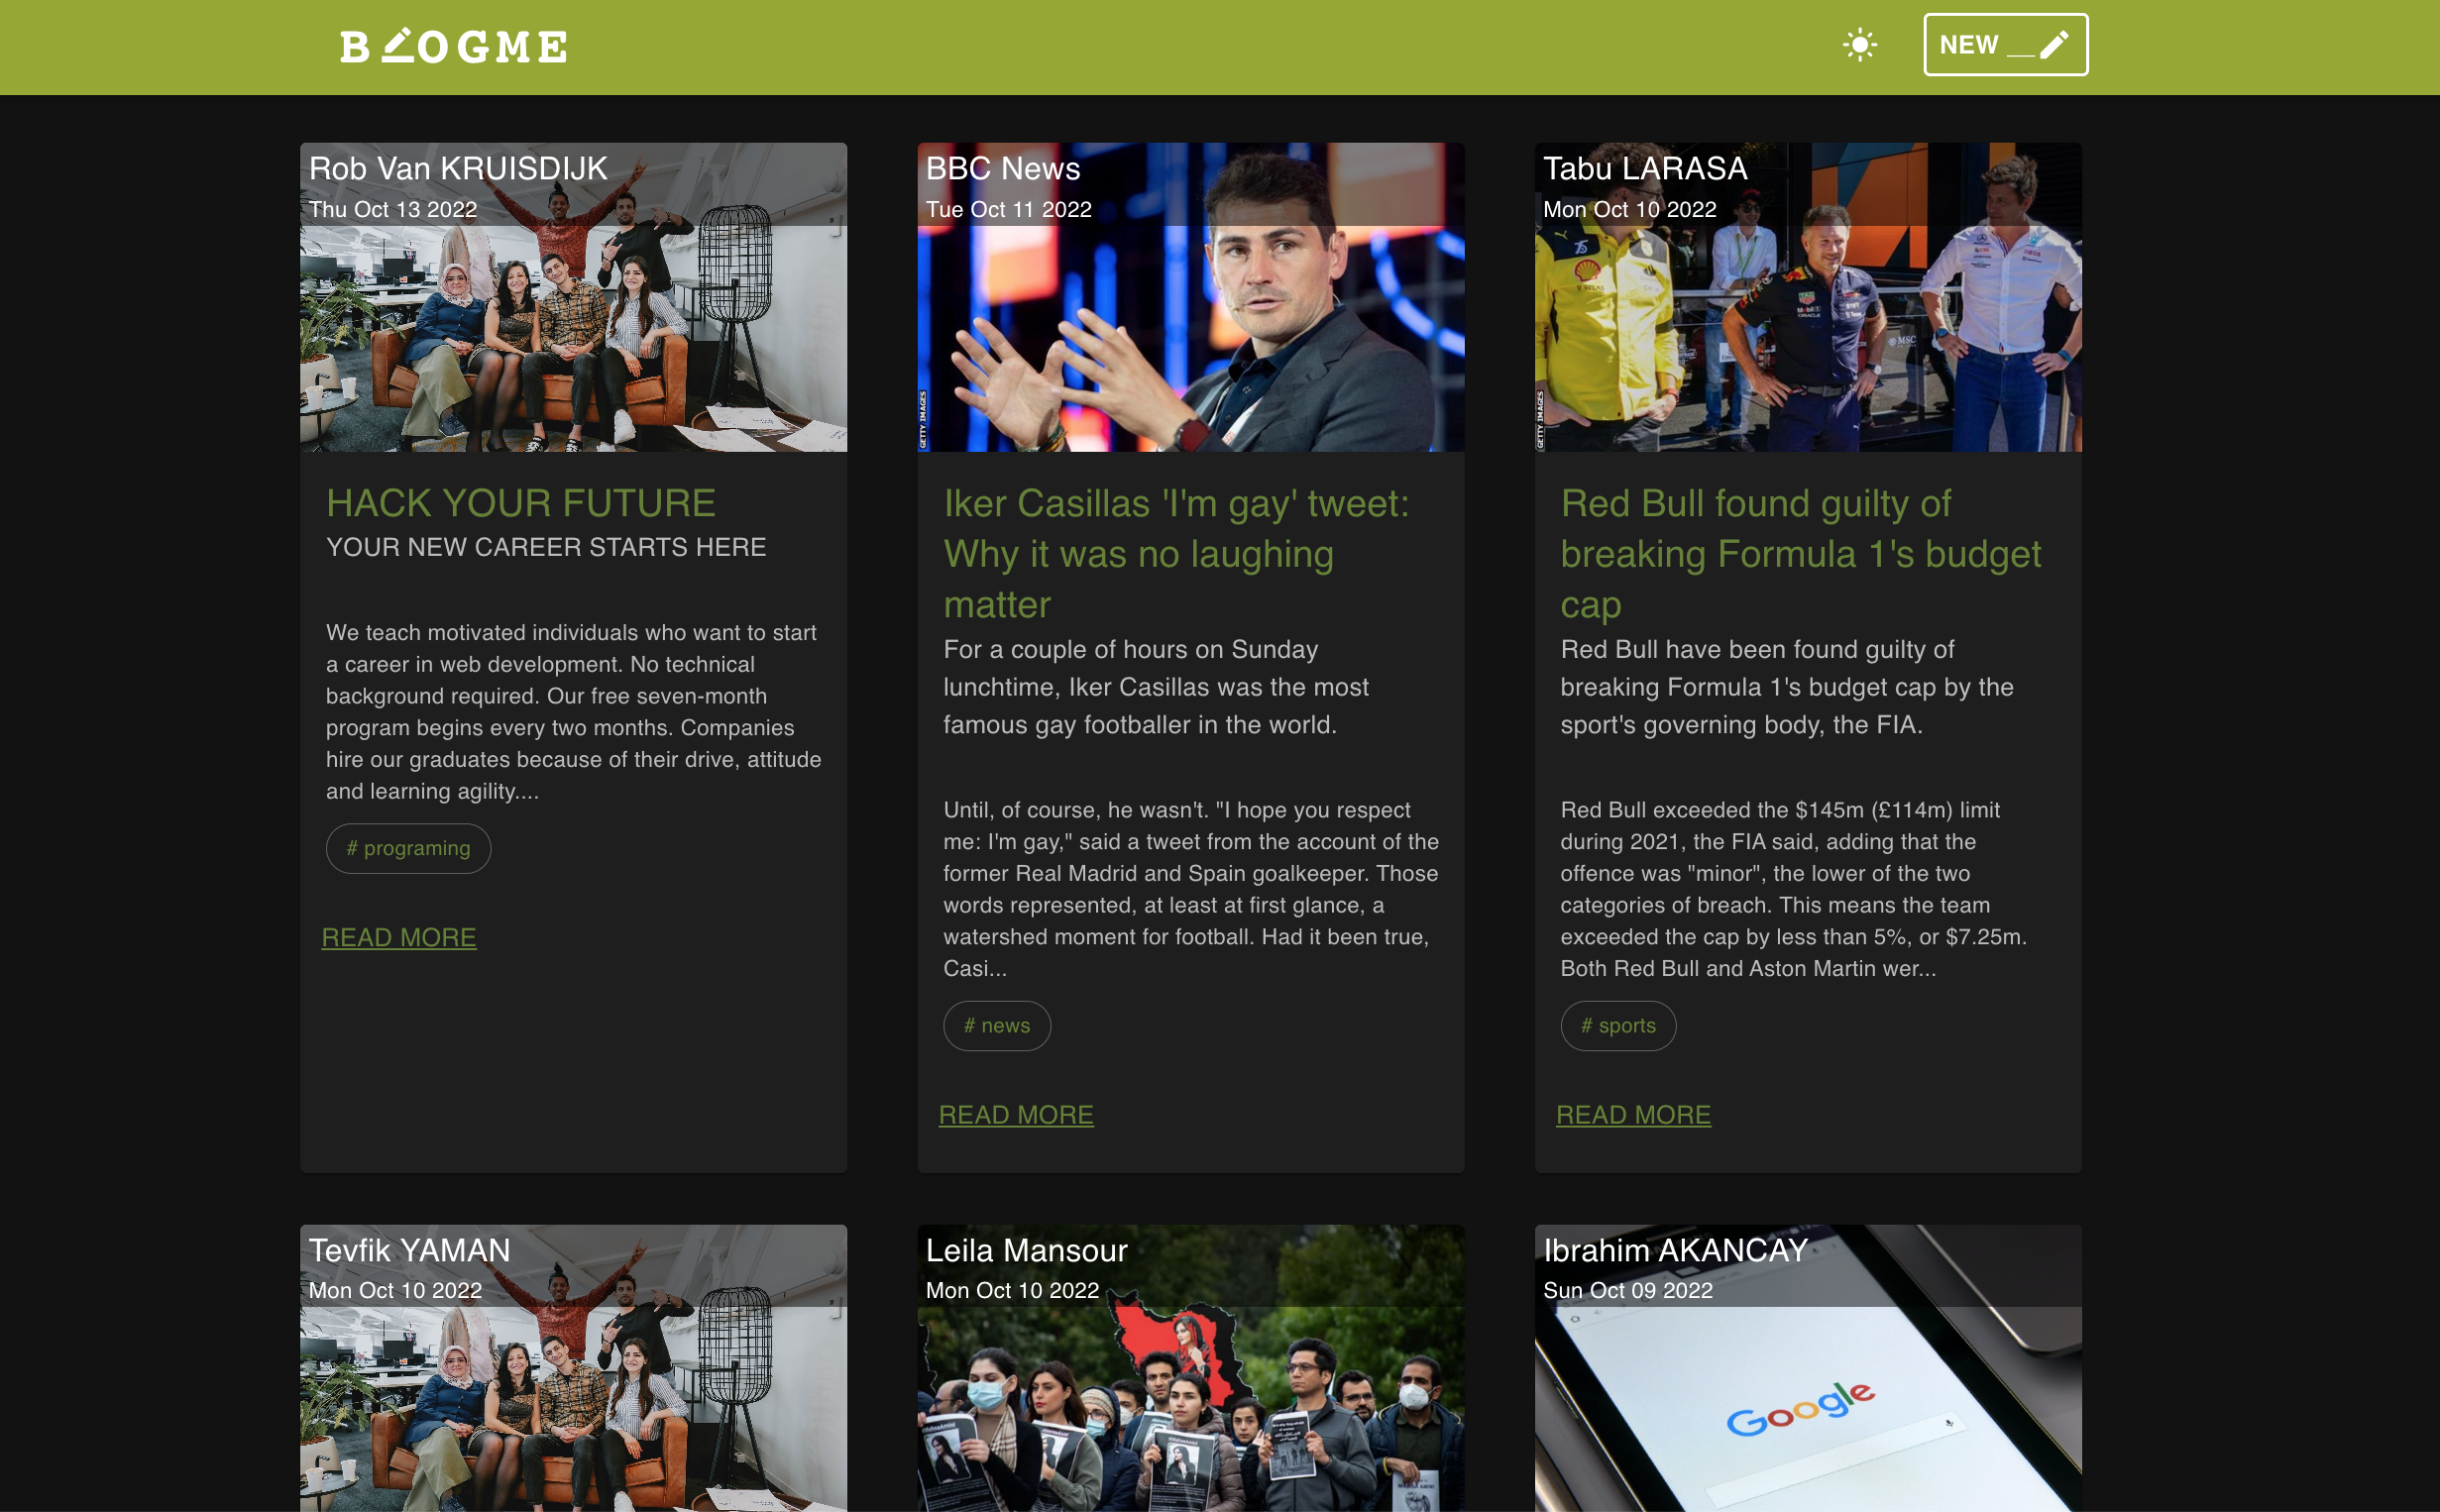 BLOGME
NEW
Rob Van KRUISDIJK
Thu Oct 13 2022
HACK YOUR FUTURE
YOUR NEW CAREER STARTS HERE
We teach motivated individuals who want to start
a career in web development. No technical
background required. Our free seven-month
program begins every two months. Companies
hire our graduates because of their drive, attitude
and learning agility....
# programing
READ MORE
BBC News
Tue Oct 11 2022
GETTY IMAGES
Iker Casillas 'I'm gay' tweet:
Why it was no laughing
matter
For a couple of hours on Sunday
lunchtime, Iker Casillas was the most
famous gay footballer in the world.
Until, of course, he wasn't. "I hope you respect
me: I'm gay," said a tweet from the account of the
former Real Madrid and Spain goalkeeper. Those
words represented, at least at first glance, a
watershed moment for football. Had it been true,
Casi...
# news
READ MORE
Tabu LARASA
Mon Oct 10 2022
GETTY IMAGES
MSC
Red Bull found guilty of
breaking Formula 1's budget
cap
Red Bull have been found guilty of
breaking Formula 1's budget cap by the
sport's governing body, the FIA.
Red Bull exceeded the $145m (£114m) limit
during 2021, the FIA said, adding that the
offence was "minor", the lower of the two
categories of breach. This means the team
exceeded the cap by less than 5%, or $7.25m.
Both Red Bull and Aston Martin wer...
# sports
READ MORE
Tevfik YAMAN
Mon Oct 10 2022
Leila Mansour
Mon Oct 10 2022
Ibrahim AKANCAY
Sun Oct 09 2022
Google